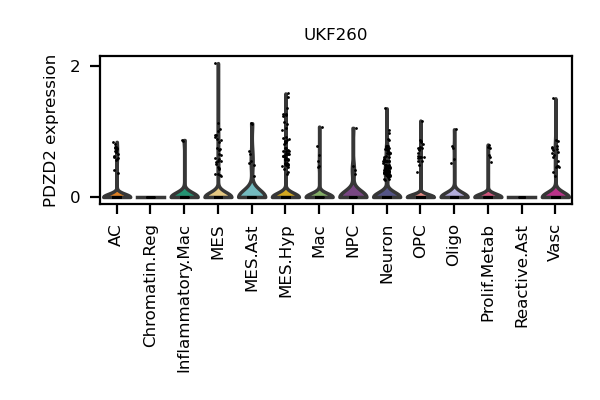 UKF260
PDZD2 expression
2
0
AC
Chromatin.Reg
Inflammatory.Mac
MES
MES.Ast
MES.Hyp
Mac
NPC
Neuron
OPC
Oligo
Prolif.Metab
Reactive.Ast
Vasc